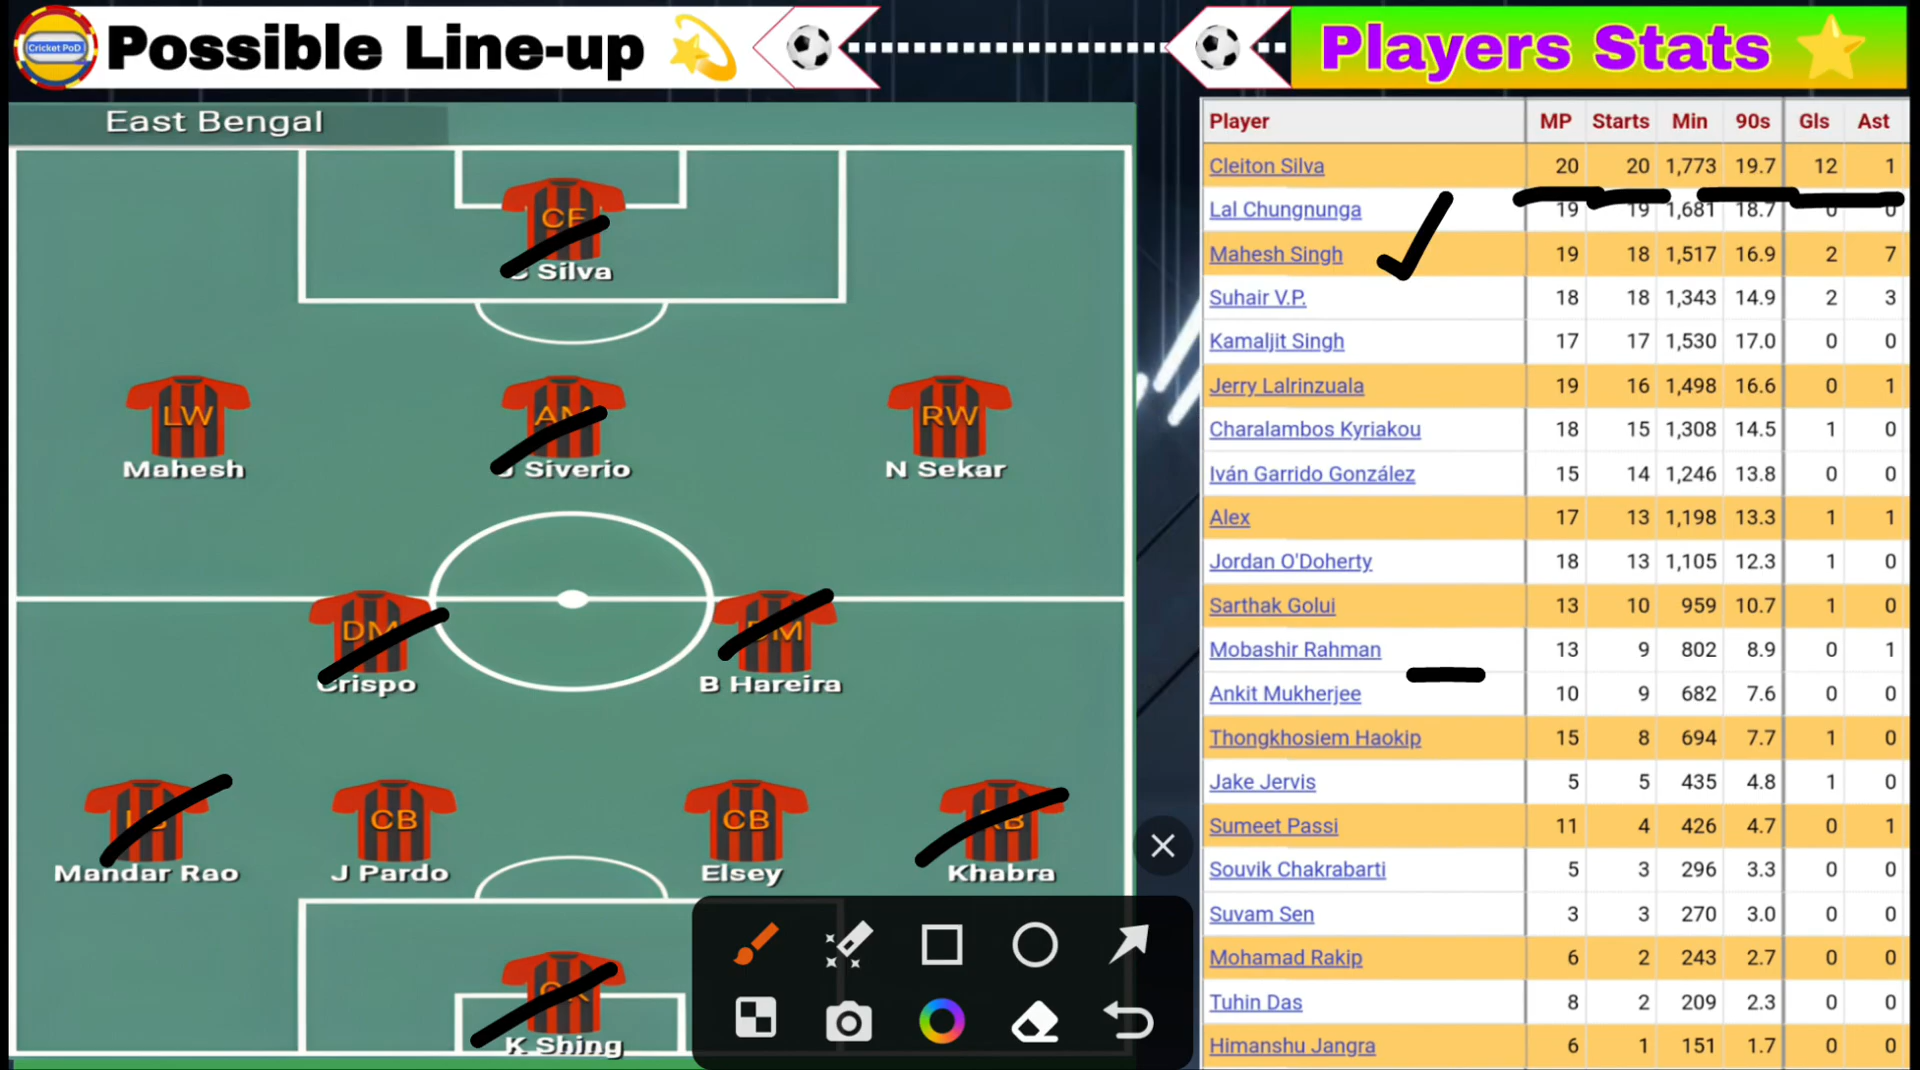 Cricket PoD
Possible Line-up
Players Stats
East Bengal
CF
Silva
LW
Mahesh
AM
Siverio
RW
N Sekar
DM
Crispo
DM
B Hareira
LB
Mandar Rao
CB
J Pardo
CB
Elsey
RB
Khabra
GK
K Shing
Player MP Starts Min 90s Gls Ast
Cleiton Silva 20 20 1,773 19.7 12 1
Lal Chungnunga 19 19 1,681 18.7 0 0
Mahesh Singh 19 18 1,517 16.9 2 7
Suhair V.P. 18 18 1,343 14.9 2 3
Kamaljit Singh 17 17 1,530 17.0 0 0
Jerry Lalrinzuala 19 16 1,498 16.6 0 1
Charalambos Kyriakou 18 15 1,308 14.5 1 0
Iván Garrido González 15 14 1,246 13.8 0 0
Alex 17 13 1,198 13.3 1 1
Jordan O'Doherty 18 13 1,105 12.3 1 0
Sarthak Golui 13 10 959 10.7 1 0
Mobashir Rahman 13 9 802 8.9 0 1
Ankit Mukherjee 10 9 682 7.6 0 0
Thongkhosiem Haokip 15 8 694 7.7 1 0
Jake Jervis 5 5 435 4.8 1 0
Sumeet Passi 11 4 426 4.7 0 1
Souvik Chakrabarti 5 3 296 3.3 0 0
Suvam Sen 3 3 270 3.0 0 0
Mohamad Rakip 6 2 243 2.7 0 0
Tuhin Das 8 2 209 2.3 0 0
Himanshu Jangra 6 1 151 1.7 0 0